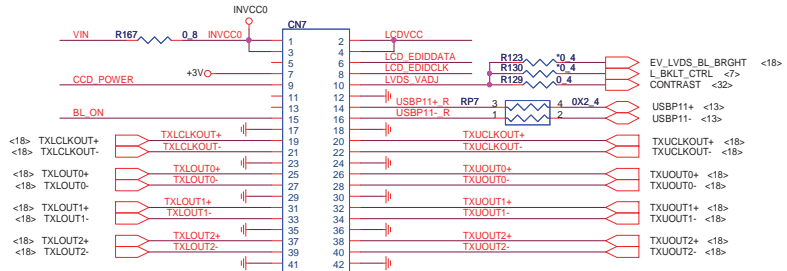 INVCC0
CN7
VIN R167 0_8 INVCC0 1 2 LCDVCC
3 4
5 6 LCD_EDIDDATA R123 *0_4 EV_LVDS_BL_BRGHT <18>
+3V 7 8 LCD_EDIDCLK R130 *0_4 L_BKLT_CTRL <7>
CCD_POWER 9 10 LVDS_VADJ R129 0_4 CONTRAST <32>
11 12
13 14 USBP11+_R RP7 3 4 0X2_4 USBP11+ <13>
BL_ON 15 16 USBP11-_R 1 2 USBP11- <13>
17 18
<18> TXLCLKOUT+ TXLCLKOUT+ 19 20 TXUCLKOUT+ TXUCLKOUT+ <18>
<18> TXLCLKOUT- TXLCLKOUT- 21 22 TXUCLKOUT- TXUCLKOUT- <18>
23 24
<18> TXLOUT0+ TXLOUT0+ 25 26 TXUOUT0+ TXUOUT0+ <18>
<18> TXLOUT0- TXLOUT0- 27 28 TXUOUT0- TXUOUT0- <18>
29 30
<18> TXLOUT1+ TXLOUT1+ 31 32 TXUOUT1+ TXUOUT1+ <18>
<18> TXLOUT1- TXLOUT1- 33 34 TXUOUT1- TXUOUT1- <18>
35 36
<18> TXLOUT2+ TXLOUT2+ 37 38 TXUOUT2+ TXUOUT2+ <18>
<18> TXLOUT2- TXLOUT2- 39 40 TXUOUT2- TXUOUT2- <18>
41 42